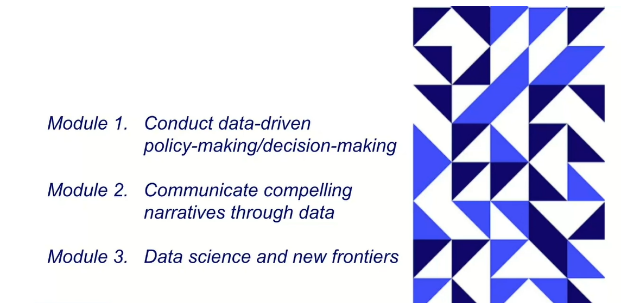 Module 1. Conduct data-driven
policy-making/decision-making
Module 2. Communicate compelling
narratives through data
Module 3. Data science and new frontiers